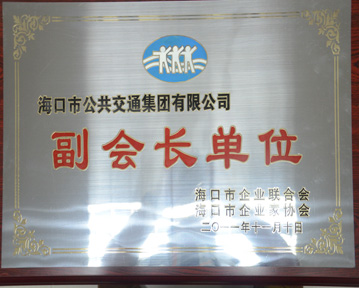 海口市公共交通集团有限公司
副会长单位
海口市企业联合会
海口市企业家协会
二〇一一年十一月十日